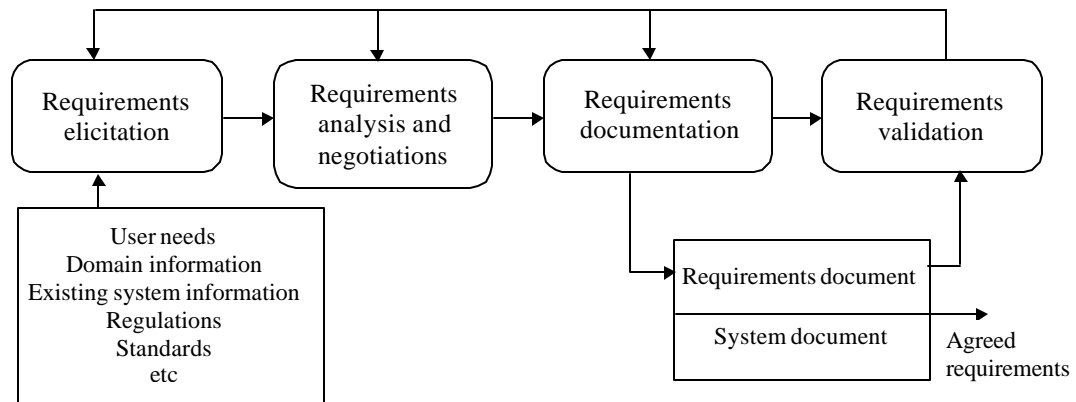 Requirements
elicitation
Requirements
analysis and
negotiations
Requirements
documentation
Requirements
validation
User needs
Domain information
Existing system information
Regulations
Standards
etc
Requirements document
System document
Agreed
requirements